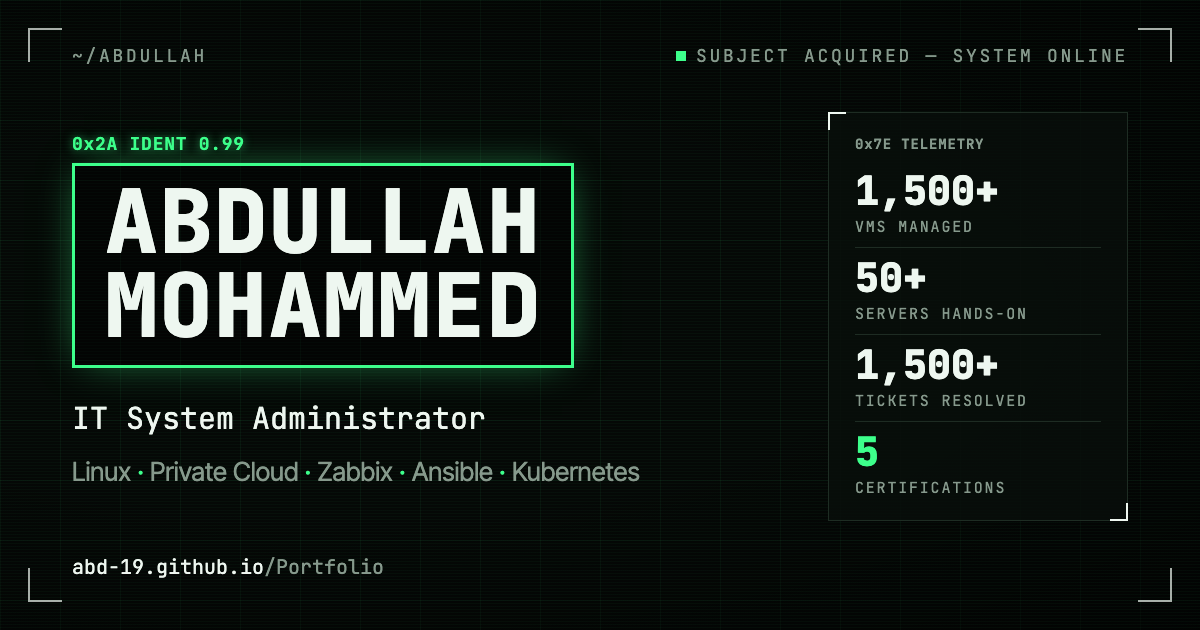 ~/ABDULLAH
SUBJECT ACQUIRED — SYSTEM ONLINE
0x2A IDENT 0.99
ABDULLAH
MOHAMMED
IT System Administrator
Linux · Private Cloud · Zabbix · Ansible · Kubernetes
abd-19.github.io/Portfolio
0x7E TELEMETRY
1,500+
VMS MANAGED
50+
SERVERS HANDS-ON
1,500+
TICKETS RESOLVED
5
CERTIFICATIONS